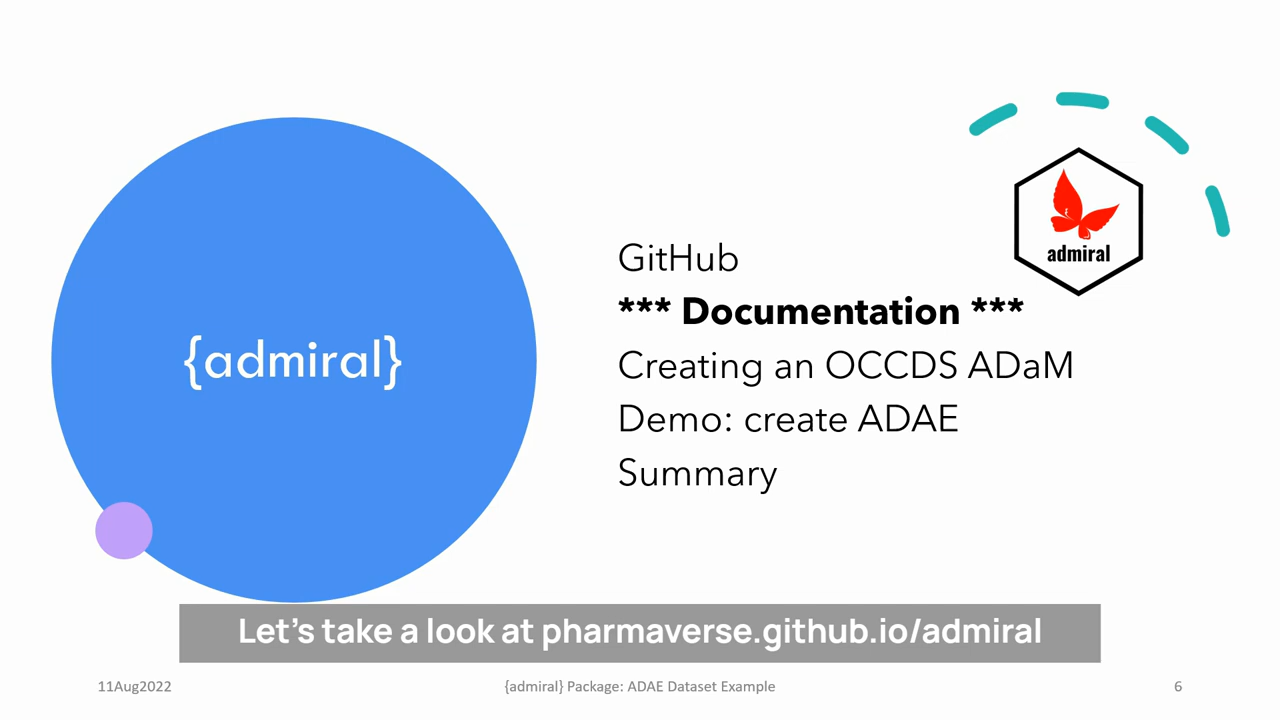 {admiral}
admiral
GitHub
*** Documentation ***
Creating an OCCDS ADaM
Demo: create ADAE
Summary
Let's take a look at pharmaverse.github.io/admiral
11Aug2022
{admiral} Package: ADAE Dataset Example
6